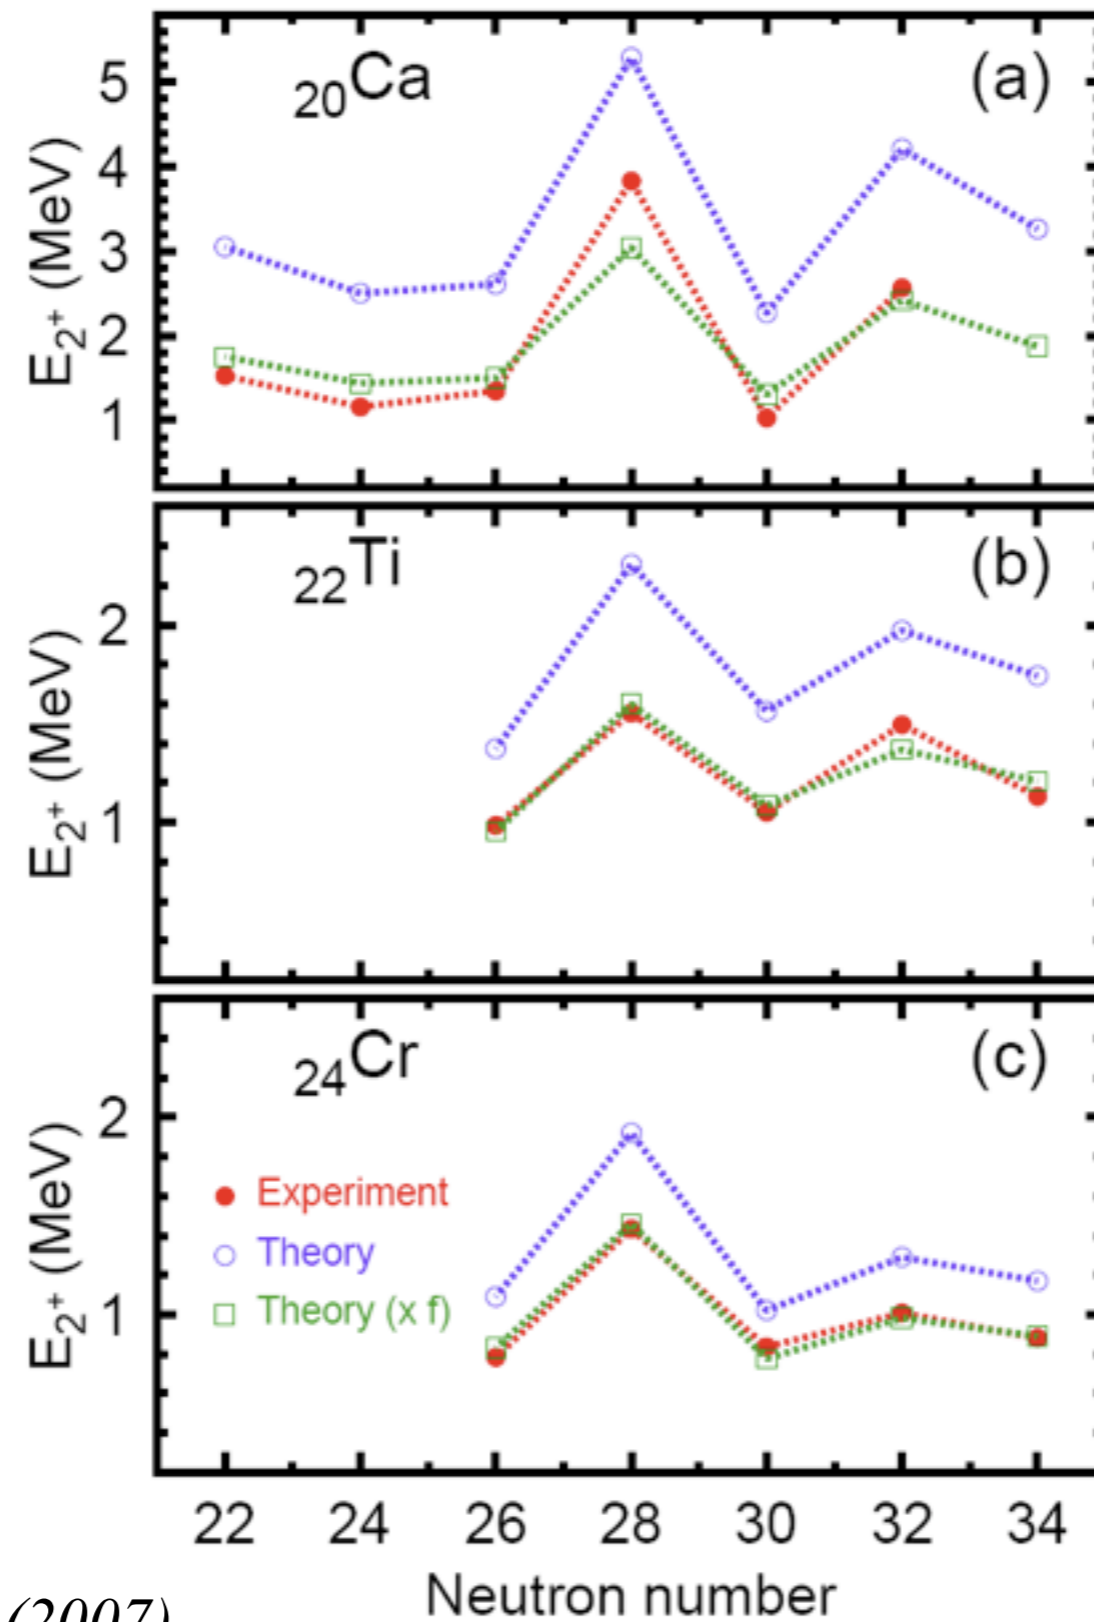 ₂₀Ca (a)
5
4
3
2
1
E₂⁺ (MeV)
₂₂Ti (b)
2
1
E₂⁺ (MeV)
₂₄Cr (c)
2
1
E₂⁺ (MeV)
Experiment
Theory
Theory (x f)
22 24 26 28 30 32 34
Neutron number
(2007)